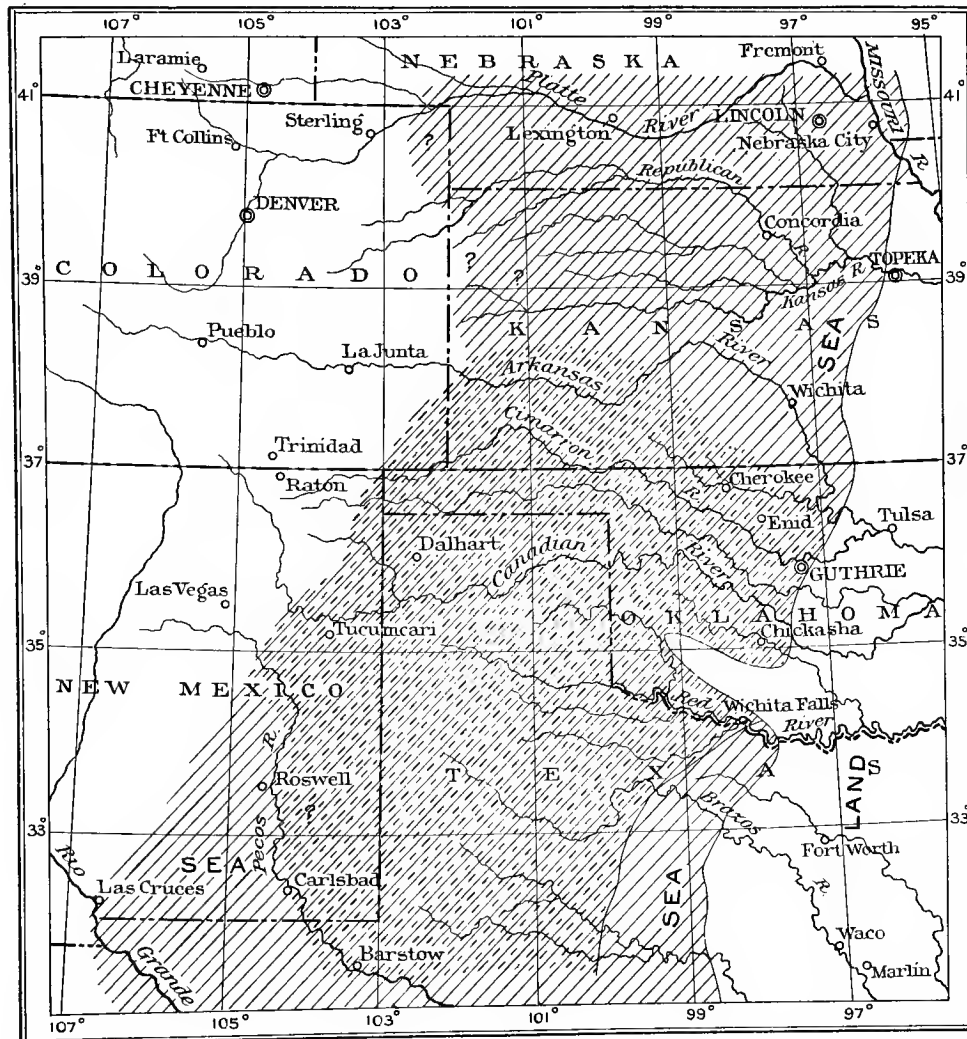 107° 105° 103° 101° 99° 97° 95°
Laramie
NEBRASKA
Fremont
MISSOURI R
CHEYENNE
Platte River
41° 41°
Sterling
?
Lexington
LINCOLN
Ft Collins
Nebraska City
Republican R.
DENVER
Concordia
TOPEKA
COLORADO
?
?
39° 39°
Kansas R
KANSAS
SEA
Pueblo
La Junta
Arkansas River
Wichita
Trinidad
Cimarron R.
37° 37°
Raton
Cherokee
Enid
Tulsa
Dalhart
Canadian River
GUTHRIE
Las Vegas
OKLAHOMA
Tucumcari
Chickasha
35° 35°
NEW MEXICO
Red River
Wichita Falls
Roswell
TEXAS
LAND
?
Brazos R.
33° 33°
Pecos R.
Fort Worth
Rio Grande
SEA
Las Cruces
Carlsbad
SEA
Waco
Barstow
Marlin
107° 105° 103° 101° 99° 97°